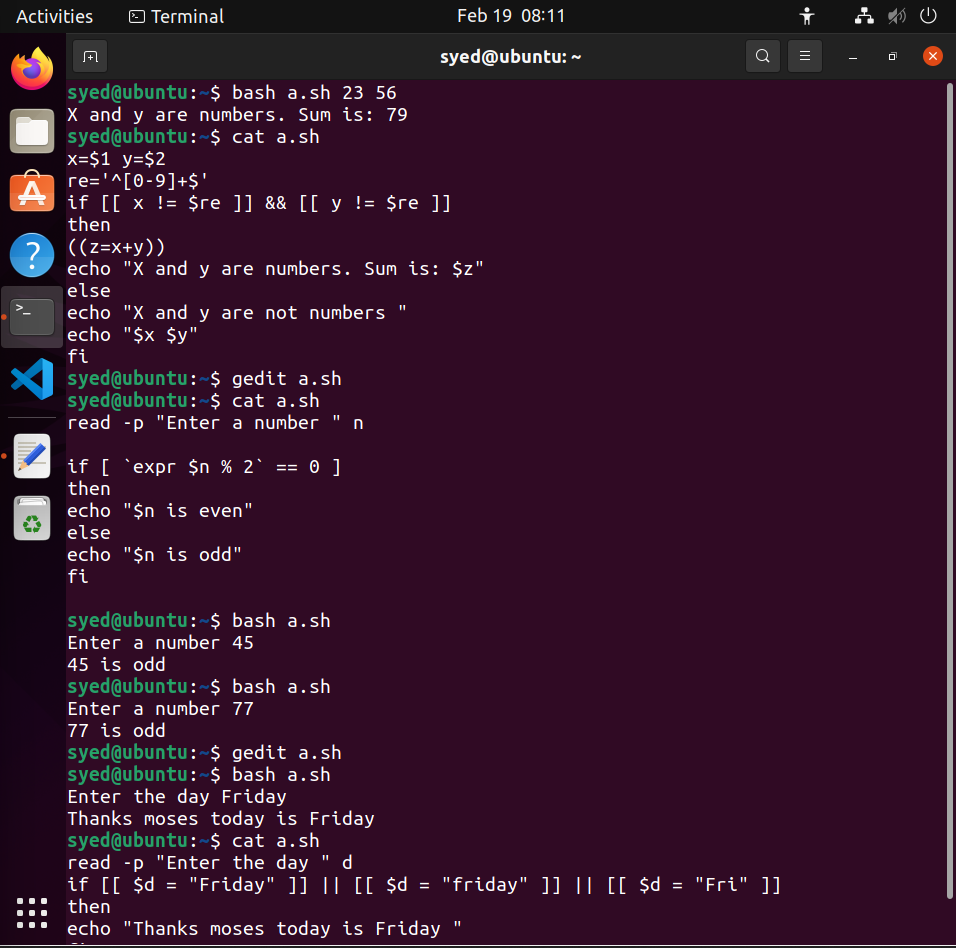 Activities Terminal Feb 19 08:11
syed@ubuntu: ~
syed@ubuntu:~$ bash a.sh 23 56
X and y are numbers. Sum is: 79
syed@ubuntu:~$ cat a.sh
x=$1 y=$2
re='^[0-9]+$'
if [[ x != $re ]] && [[ y != $re ]]
then
((z=x+y))
echo "X and y are numbers. Sum is: $z"
else
echo "X and y are not numbers "
echo "$x $y"
fi
syed@ubuntu:~$ gedit a.sh
syed@ubuntu:~$ cat a.sh
read -p "Enter a number " n
if [ `expr $n % 2` == 0 ]
then
echo "$n is even"
else
echo "$n is odd"
fi
syed@ubuntu:~$ bash a.sh
Enter a number 45
45 is odd
syed@ubuntu:~$ bash a.sh
Enter a number 77
77 is odd
syed@ubuntu:~$ gedit a.sh
syed@ubuntu:~$ bash a.sh
Enter the day Friday
Thanks moses today is Friday
syed@ubuntu:~$ cat a.sh
read -p "Enter the day " d
if [[ $d = "Friday" ]] || [[ $d = "friday" ]] || [[ $d = "Fri" ]]
then
echo "Thanks moses today is Friday "